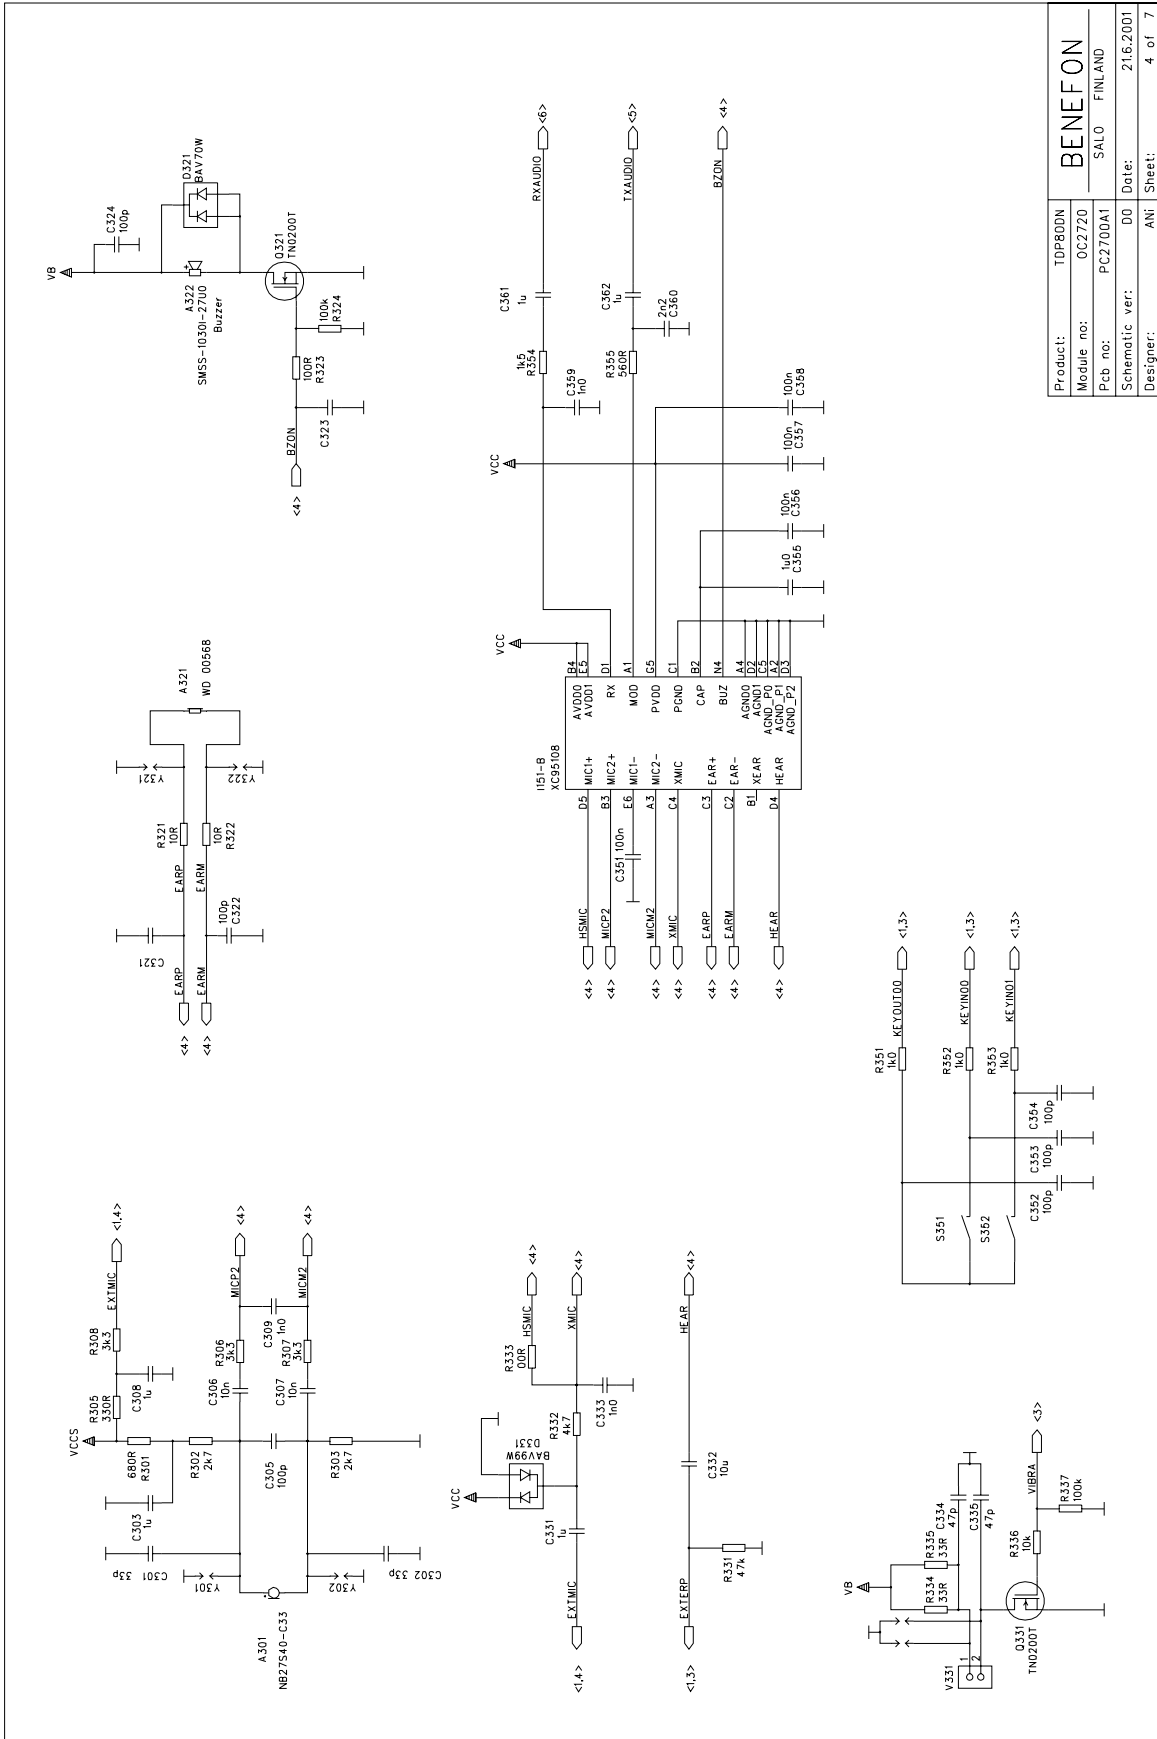 VB
C324
100p
D321
BAV70W
A322
SMSS-1030I-27U0
Buzzer
Q321
TN0200T
100k
R324
100R
R323
BZON
C323
<4>
A321
WD 00568
Y321
Y322
R321
10R
10R
R322
EARP
EARM
C321
100p
C322
EARP
EARM
<4>
<4>
EXTMIC
<1,4>
R308
3k3
R305
330R
C308
1u
VCCS
680R
R301
R302
2k7
C303
1u
C301 33p
Y301
MICP2
<4>
R306
3k3
C306
10n
C309
1n0
MICM2
<4>
R307
3k3
C307
10n
C305
100p
R303
2k7
C302 33p
Y302
A301
NB27S40-C33
RXAUDIO
<6>
C361
1u
1k5
R354
C359
1n0
TXAUDIO
<5>
C362
1u
2n2
C360
R355
560R
BZON
<4>
VCC
100n
C358
100n
C357
100n
C356
1u0
C355
VCC
B4
E5
D1
A1
G5
C1
B2
N4
A4
D2
C5
A2
D3
AVDD0
AVDD1
RX
MOD
PVDD
PGND
CAP
BUZ
AGND0
AGND1
AGND_P0
AGND_P1
AGND_P2
I151-B
XC95108
MIC1+
MIC2+
MIC1-
MIC2-
XMIC
EAR+
EAR-
XEAR
HEAR
D5
B3
E6
A3
C4
C3
C2
B1
D4
C351 100n
HSMIC
MICP2
MICM2
XMIC
EARP
EARM
HEAR
<4>
<4>
<4>
<4>
<4>
<4>
<4>
HSMIC
<4>
R333
00R
XMIC
<4>
R332
4k7
C333
1n0
BAV99W
D331
VCC
C331
1u
EXTMIC
<1,4>
HEAR
<4>
C332
10u
R331
47k
EXTERP
<1,3>
KEYOUT00
<1,3>
KEYIN00
<1,3>
KEYIN01
<1,3>
R351
1k0
R352
1k0
R353
1k0
C354
100p
C353
100p
C352
100p
S351
S352
VIBRA
<3>
R337
100k
R336
10k
C334
47p
C335
47p
R335
33R
R334
33R
VB
Q331
TN0200T
V331
1
2
Product: TDP80DN
Module no: OC2720
Pcb no: PC2700A1
Schematic ver: D0
Designer: ANi
BENEFON
SALO FINLAND
Date: 21.6.2001
Sheet: 4 of 7